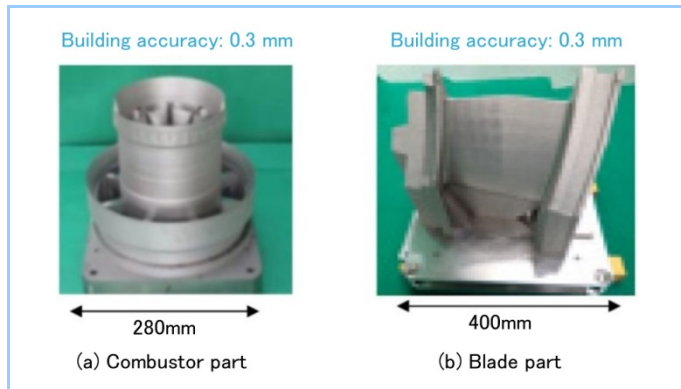 Building accuracy: 0.3 mm
Building accuracy: 0.3 mm
280mm
400mm
(a) Combustor part
(b) Blade part